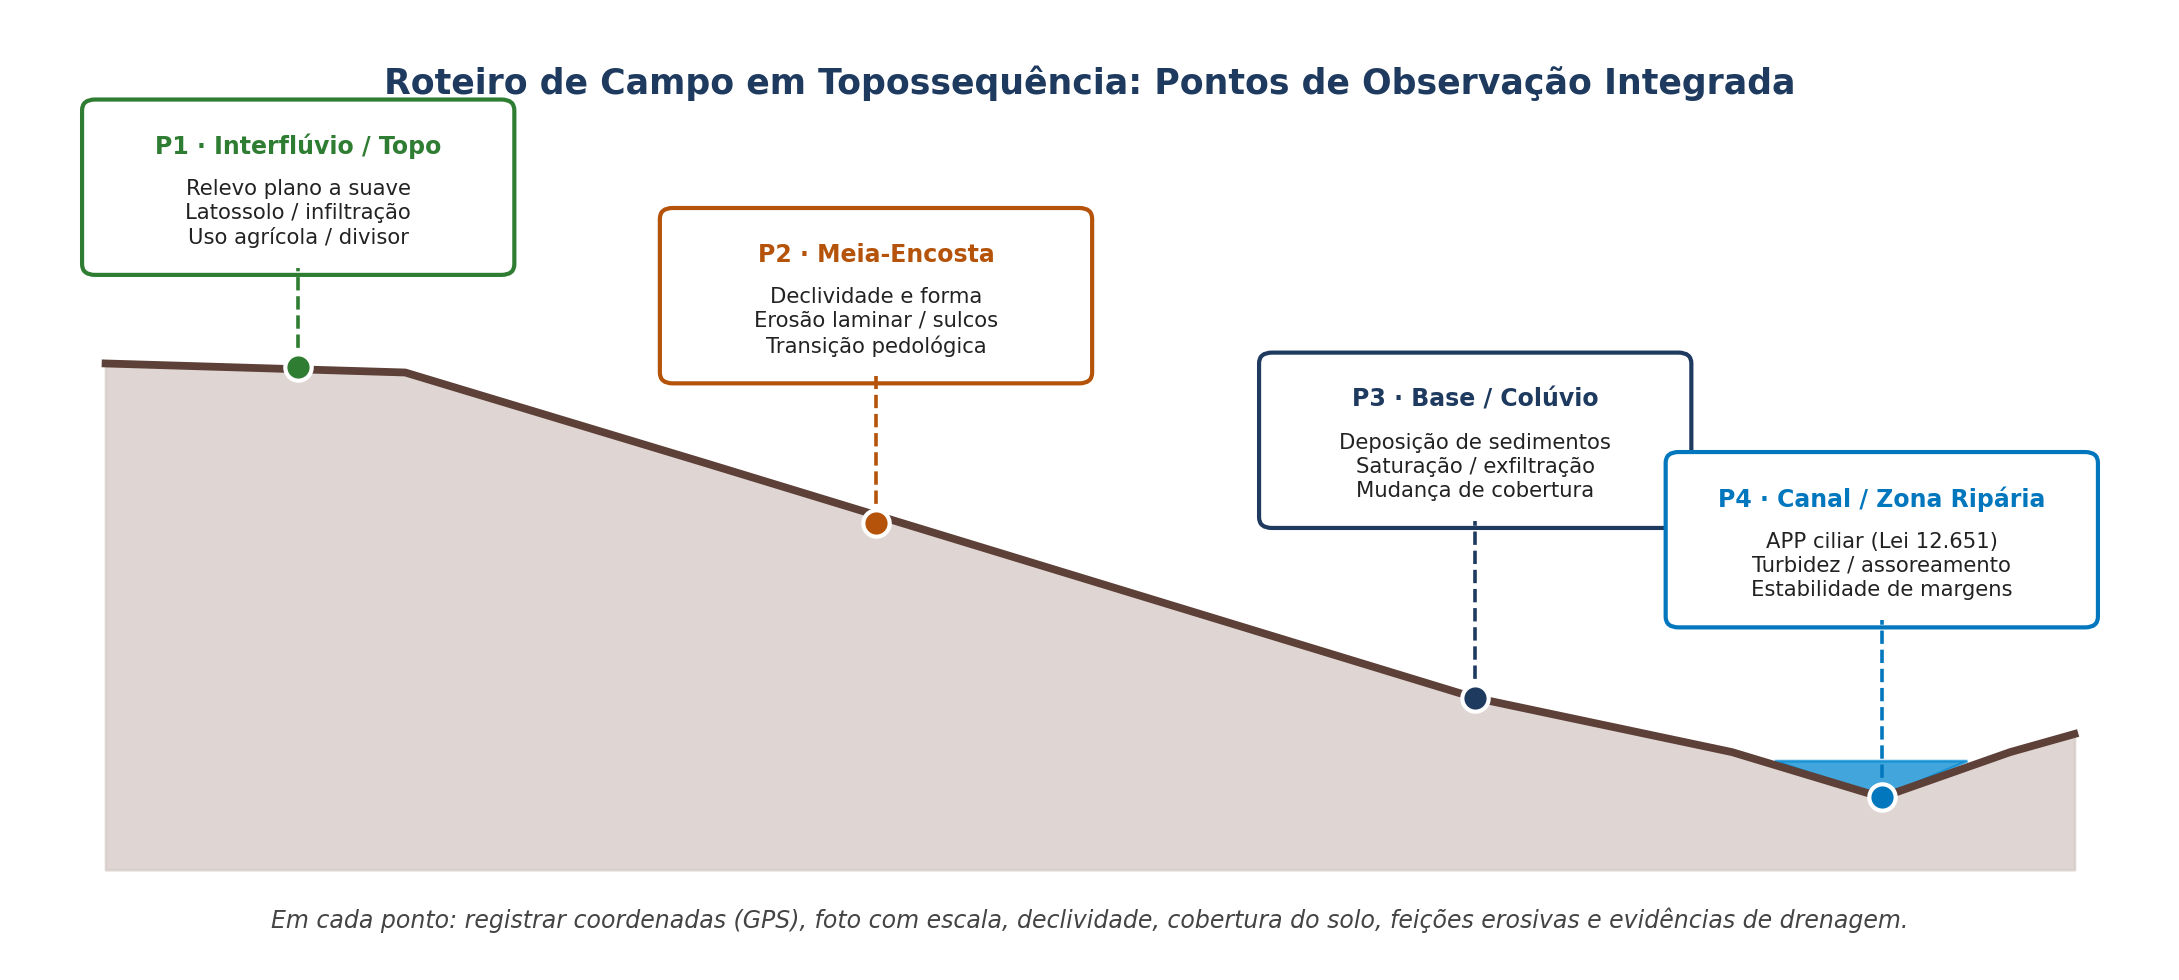 Roteiro de Campo em Topossequência: Pontos de Observação Integrada
P1 · Interflúvio / Topo
Relevo plano a suave
Latossolo / infiltração
Uso agrícola / divisor
P2 · Meia-Encosta
Declividade e forma
Erosão laminar / sulcos
Transição pedológica
P3 · Base / Colúvio
Deposição de sedimentos
Saturação / exfiltração
Mudança de cobertura
P4 · Canal / Zona Ripária
APP ciliar (Lei 12.651)
Turbidez / assoreamento
Estabilidade de margens
Em cada ponto: registrar coordenadas (GPS), foto com escala, declividade, cobertura do solo, feições erosivas e evidências de drenagem.